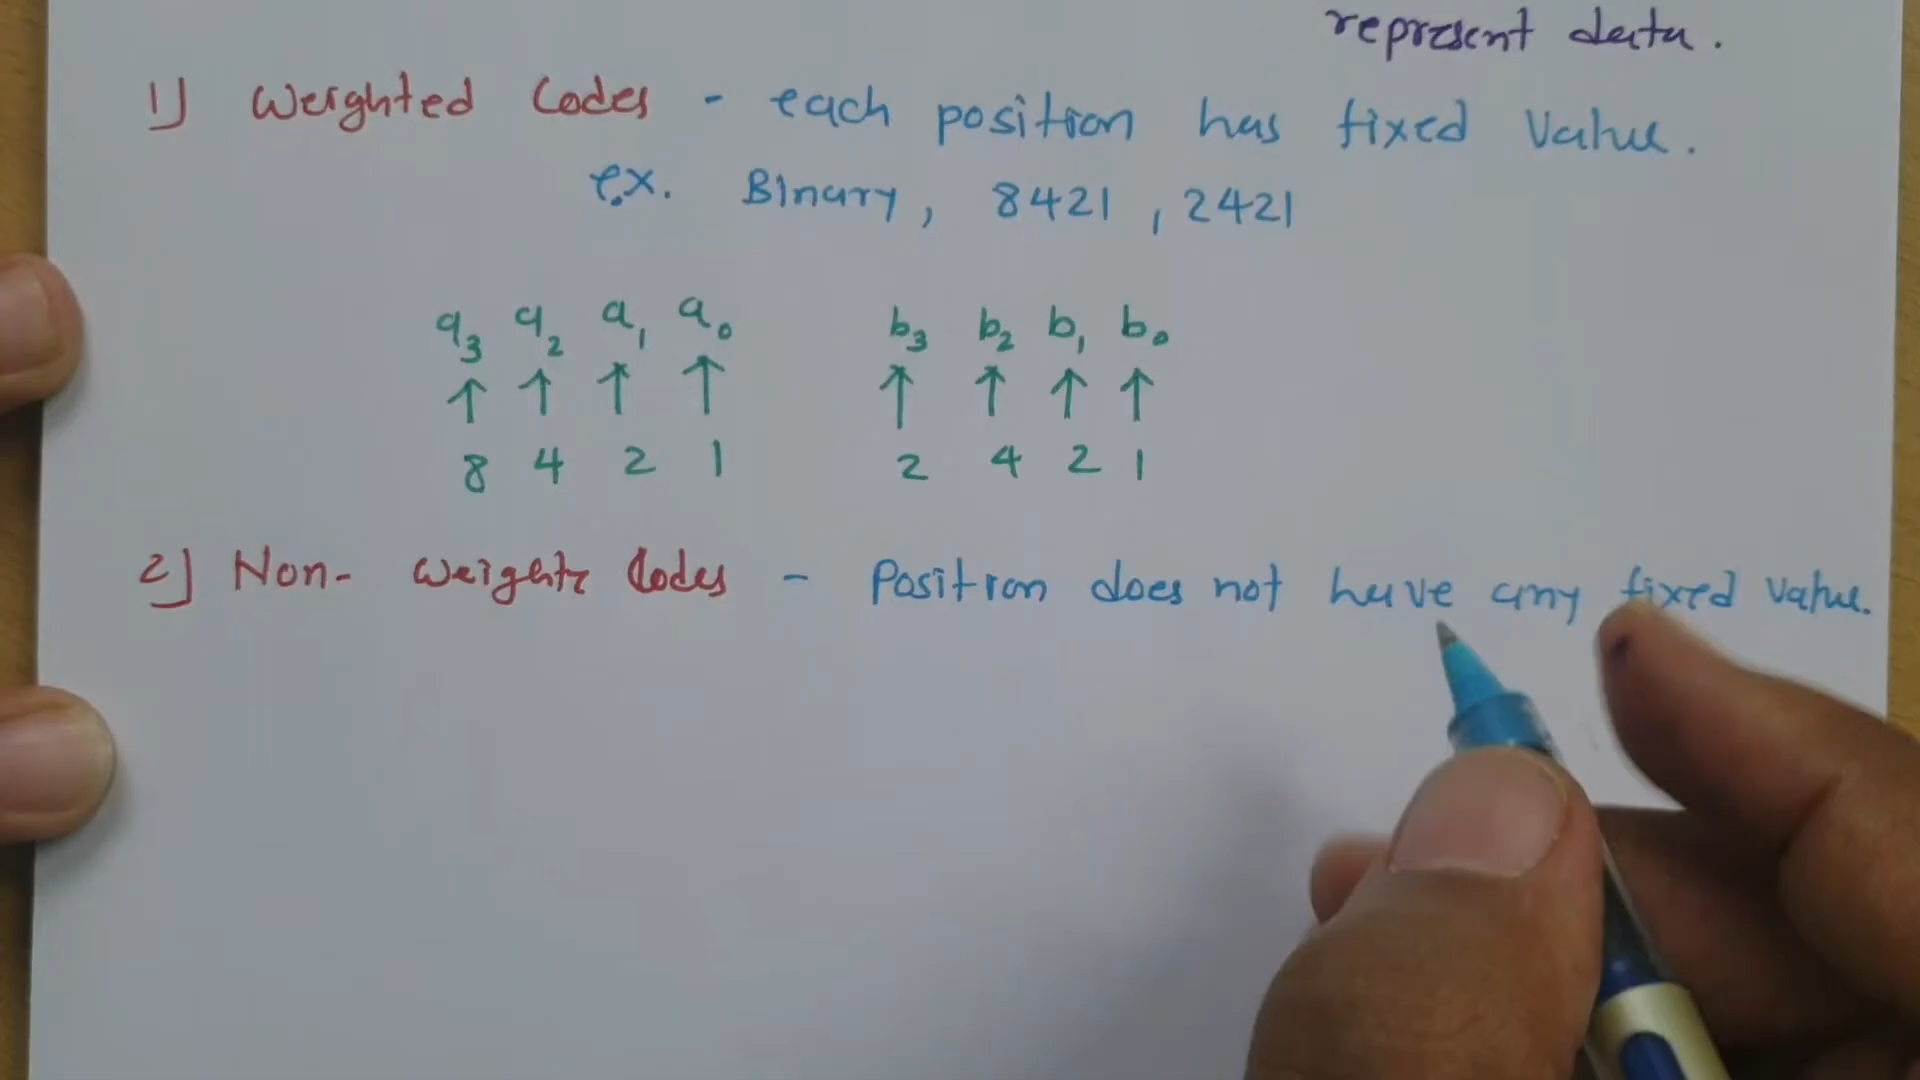 represent data.
1) Weighted Codes - each position has fixed value.
ex. Binary, 8421, 2421
a3 a2 a1 a0 b3 b2 b1 b0
↑ ↑ ↑ ↑ ↑ ↑ ↑ ↑
8 4 2 1 2 4 2 1
2) Non-Weighte Codes - Position does not have any fixed value.